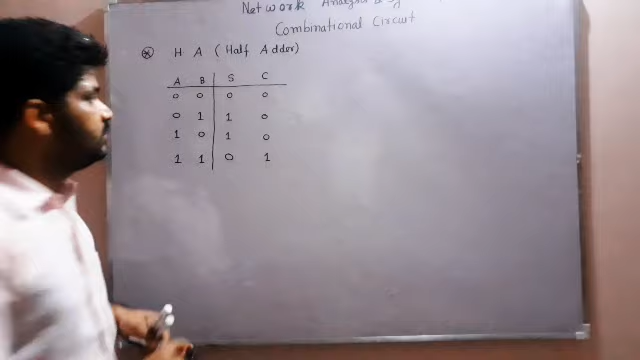 Network Analysis &
Combinational Circuit
* H A ( Half Adder)
A B S C
0 0 0 0
0 1 1 0
1 0 1 0
1 1 0 1